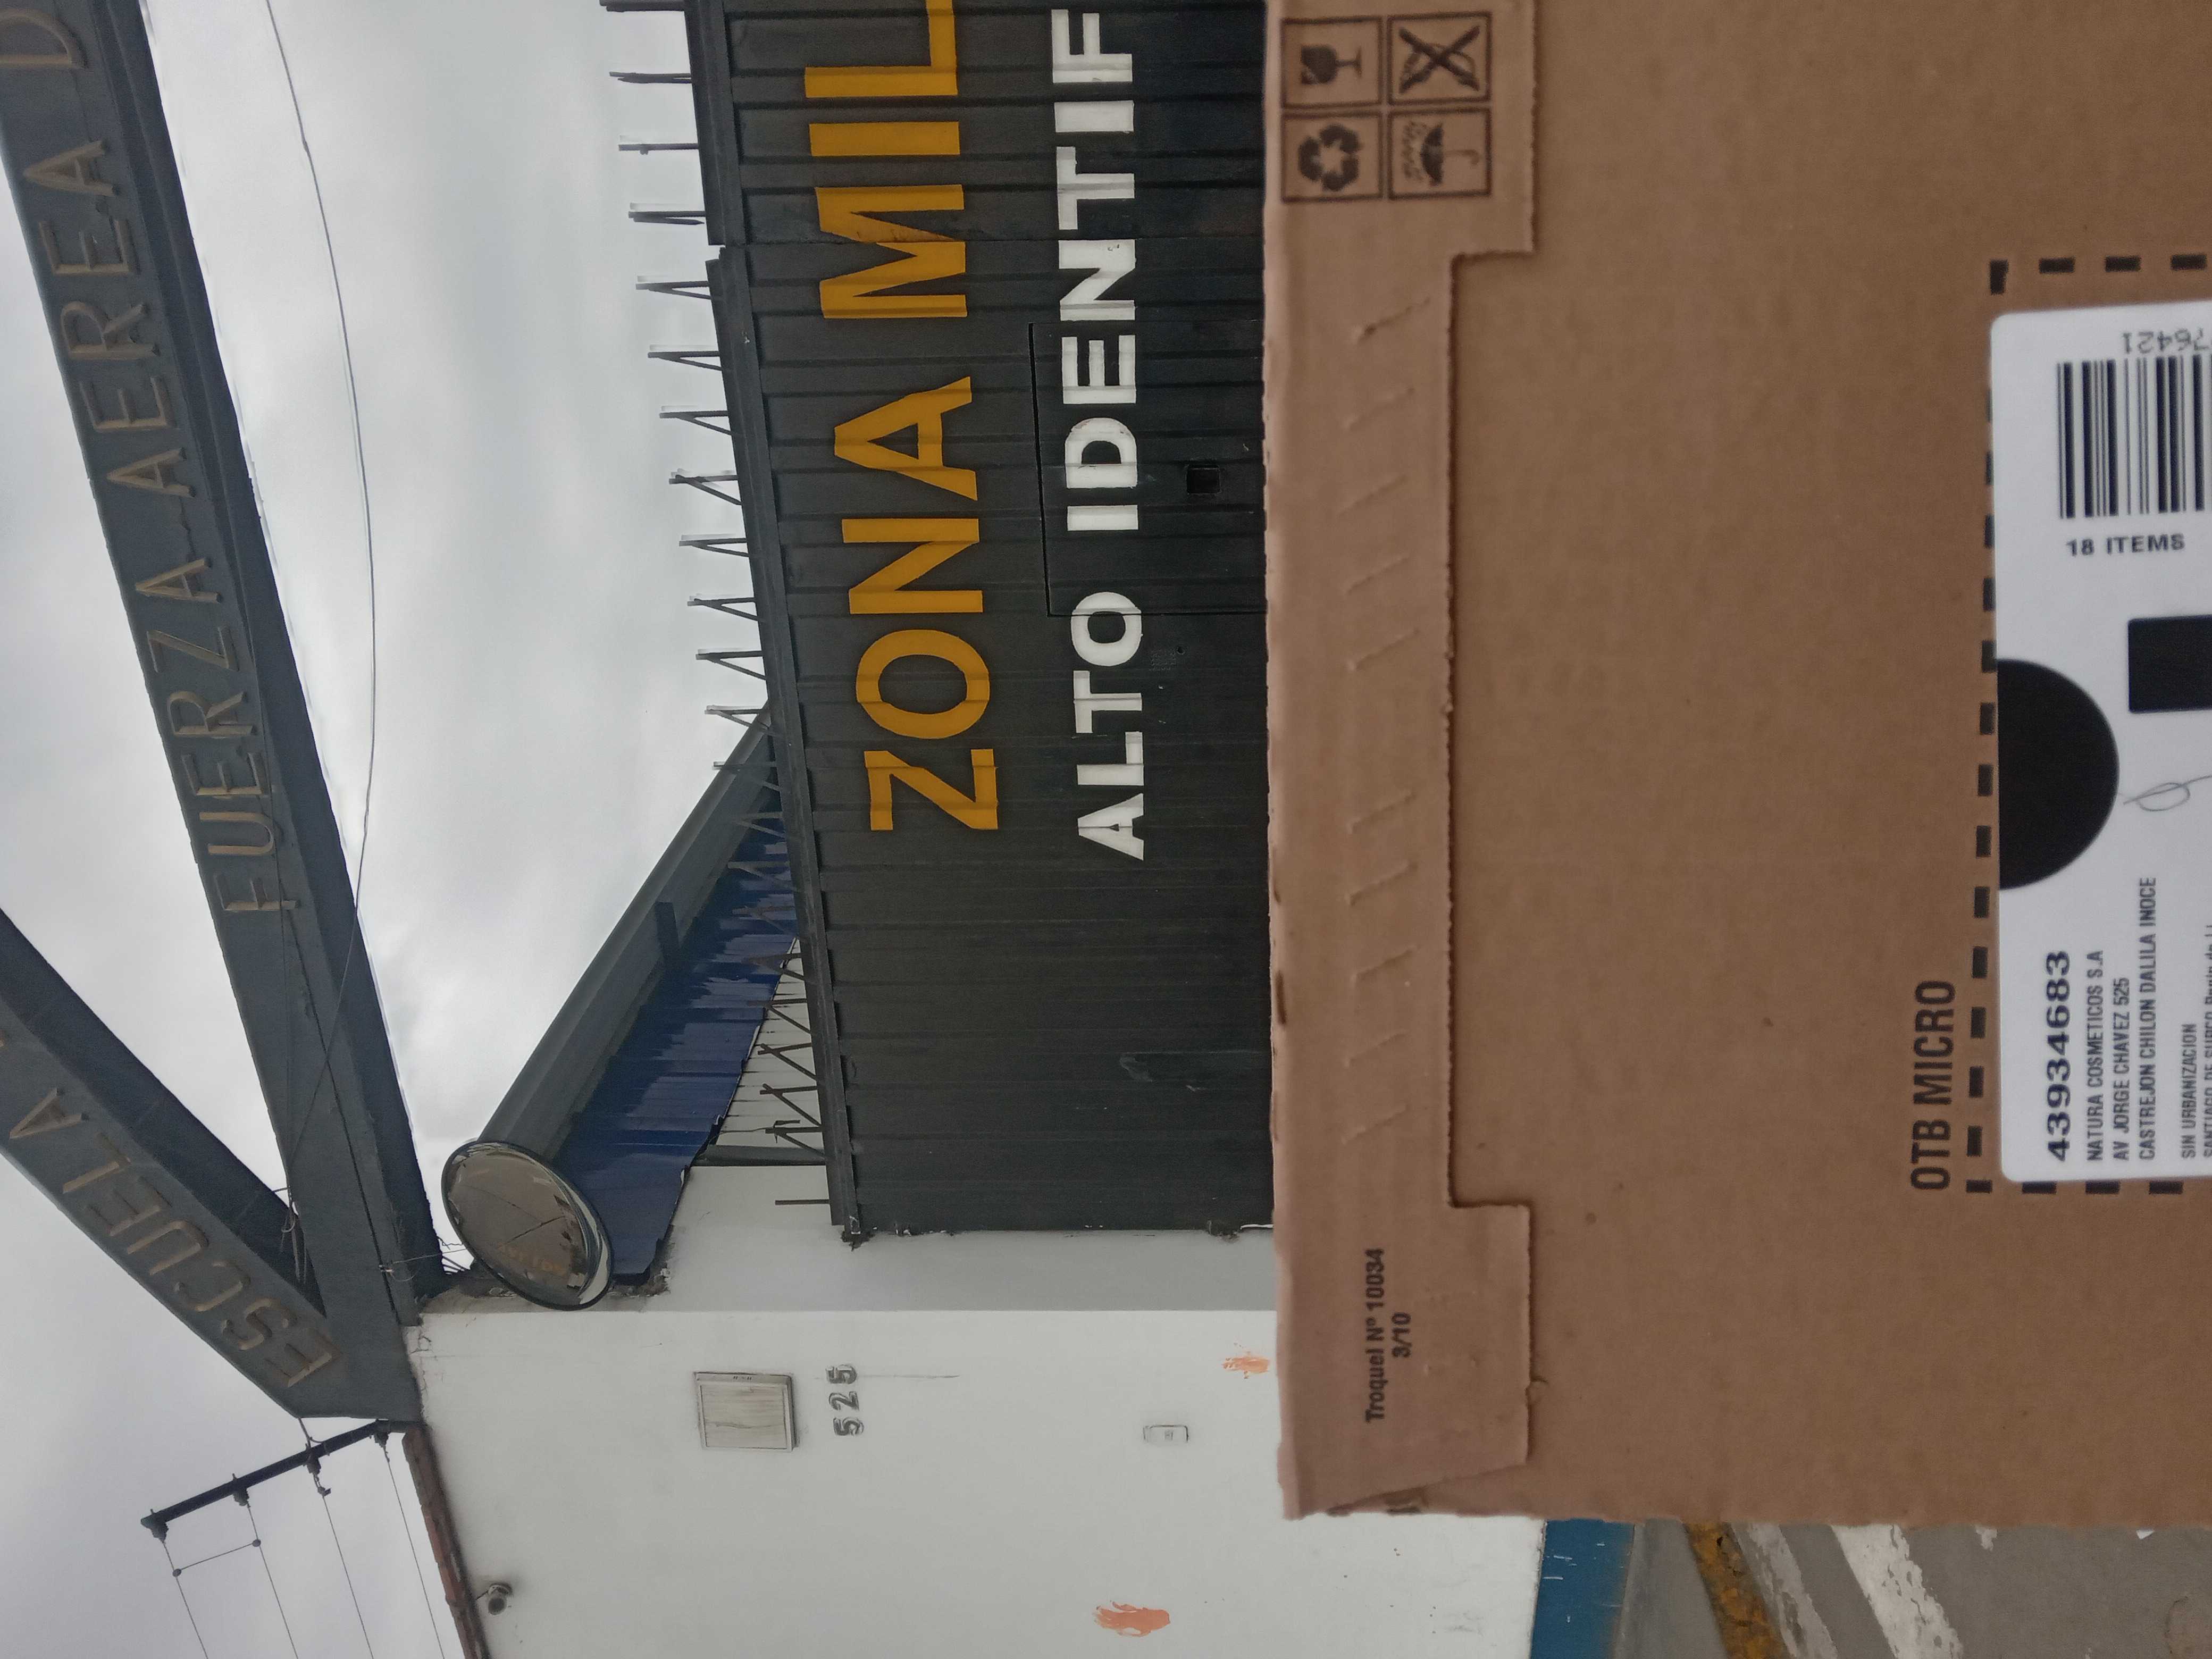 ESCUELA
FUERZA AEREA D
ZONA MIL
ALTO IDENTIF
525
Troquel Nº 10034
3/10
OTB MICRO
43934683
NATURA COSMETICOS S.A
AV JORGE CHAVEZ 525
CASTREJON CHILON DALILA INOCE
SIN URBANIZACION
18 ITEMS
76421